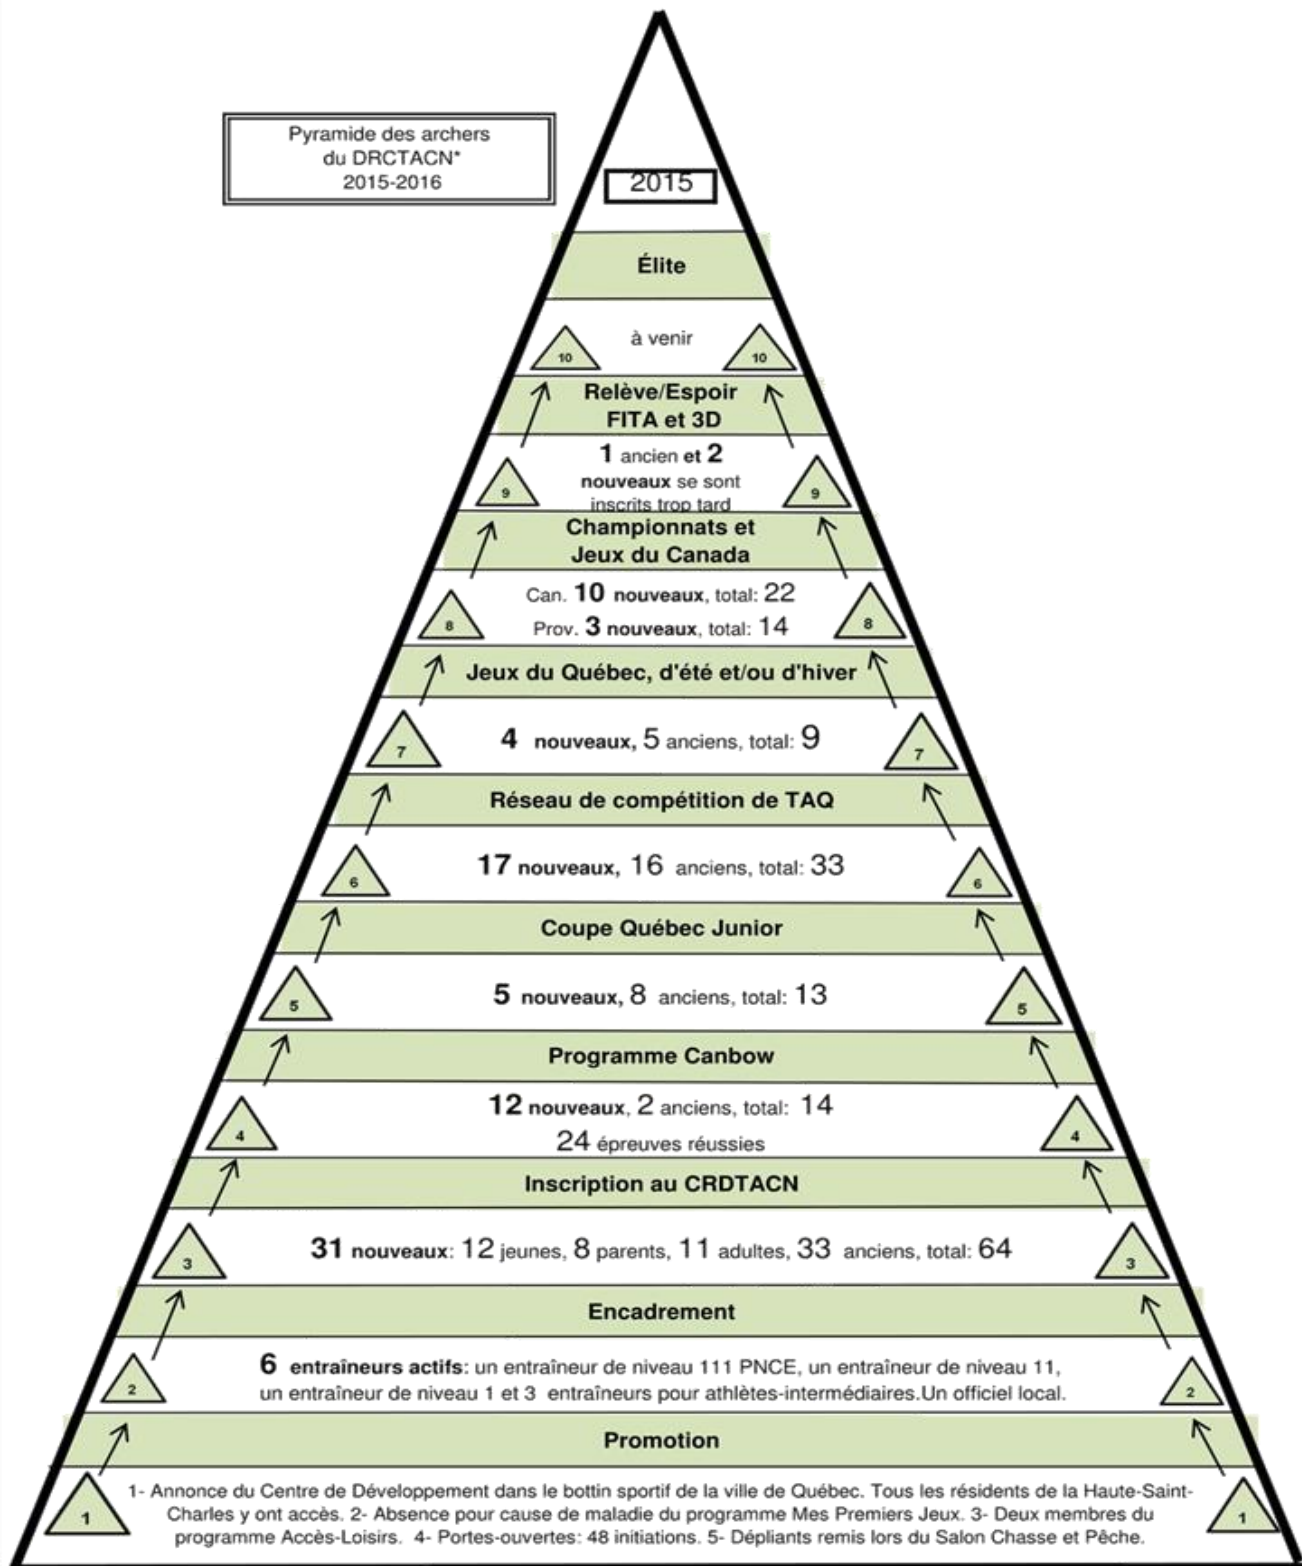 Pyramide des archers
du DRCTACN*
2015-2016
2015
Élite
10 à venir 10
Relève/Espoir
FITA et 3D
1 ancien et 2
9 nouveaux se sont 9
inscrits trop tard
Championnats et
Jeux du Canada
Can. 10 nouveaux, total: 22
8 Prov. 3 nouveaux, total: 14 8
Jeux du Québec, d'été et/ou d'hiver
7 4 nouveaux, 5 anciens, total: 9 7
Réseau de compétition de TAQ
6 17 nouveaux, 16 anciens, total: 33 6
Coupe Québec Junior
5 5 nouveaux, 8 anciens, total: 13 5
Programme Canbow
12 nouveaux, 2 anciens, total: 14
4 24 épreuves réussies 4
Inscription au CRDTACN
3 31 nouveaux: 12 jeunes, 8 parents, 11 adultes, 33 anciens, total: 64 3
Encadrement
6 entraîneurs actifs: un entraîneur de niveau 111 PNCE, un entraîneur de niveau 11,
2 un entraîneur de niveau 1 et 3 entraîneurs pour athlètes-intermédiaires.Un officiel local. 2
Promotion
1- Annonce du Centre de Développement dans le bottin sportif de la ville de Québec. Tous les résidents de la Haute-Saint-
1 Charles y ont accès. 2- Absence pour cause de maladie du programme Mes Premiers Jeux. 3- Deux membres du 1
programme Accès-Loisirs. 4- Portes-ouvertes: 48 initiations. 5- Dépliants remis lors du Salon Chasse et Pêche.